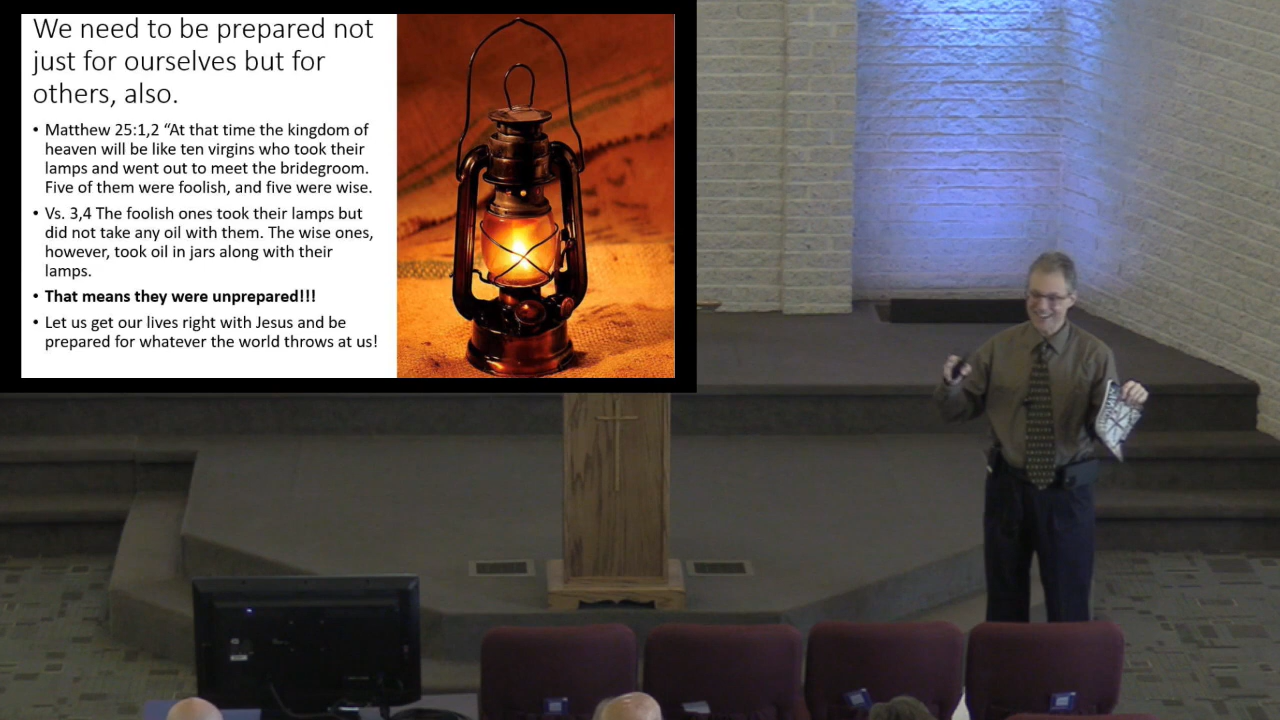 We need to be prepared not
just for ourselves but for
others, also.
• Matthew 25:1,2 “At that time the kingdom of
heaven will be like ten virgins who took their
lamps and went out to meet the bridegroom.
Five of them were foolish, and five were wise.
• Vs. 3,4 The foolish ones took their lamps but
did not take any oil with them. The wise ones,
however, took oil in jars along with their
lamps.
• That means they were unprepared!!!
• Let us get our lives right with Jesus and be
prepared for whatever the world throws at us!